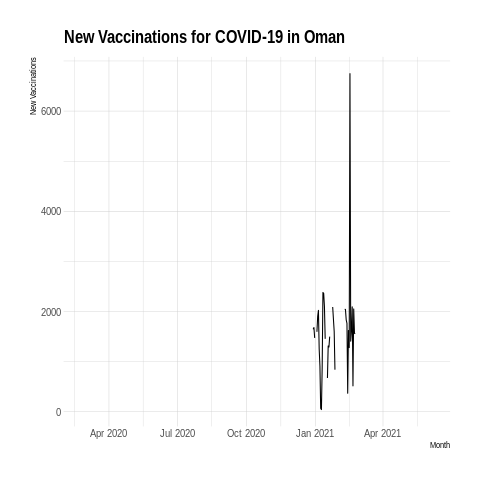 New Vaccinations for COVID-19 in Oman
New Vaccinations
6000
4000
2000
0
Apr 2020 Jul 2020 Oct 2020 Jan 2021 Apr 2021
Month